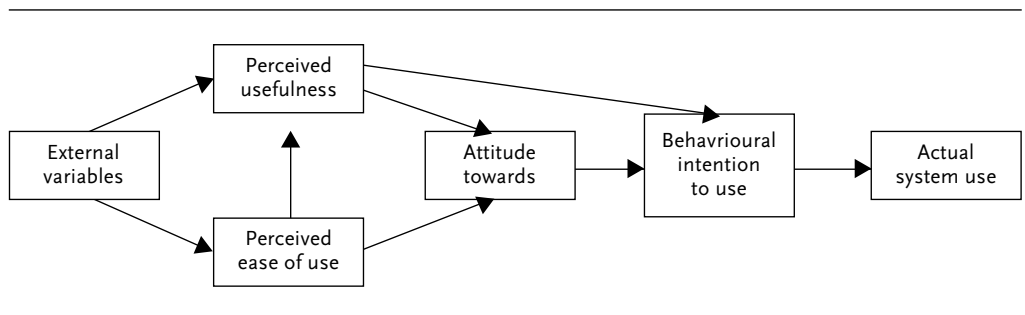 Perceived
usefulness
External
variables
Attitude
towards
Behavrioural
intention
to use
Actual
system use
Perceived
ease of use